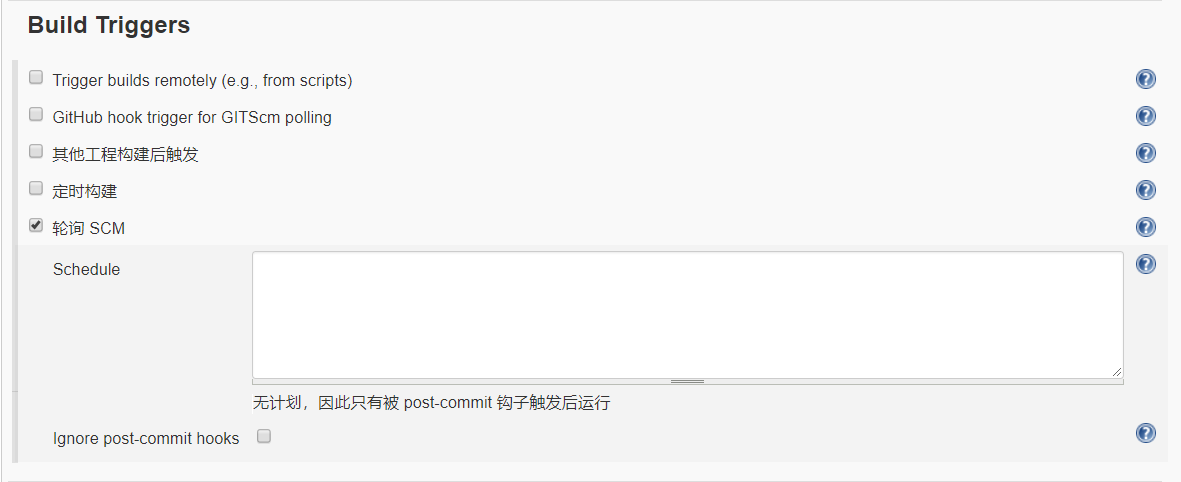 Build Triggers
Trigger builds remotely (e.g., from scripts)
GitHub hook trigger for GITScm polling
其他工程构建后触发
定时构建
轮询 SCM
Schedule
无计划，因此只有被 post-commit 钩子触发后运行
Ignore post-commit hooks